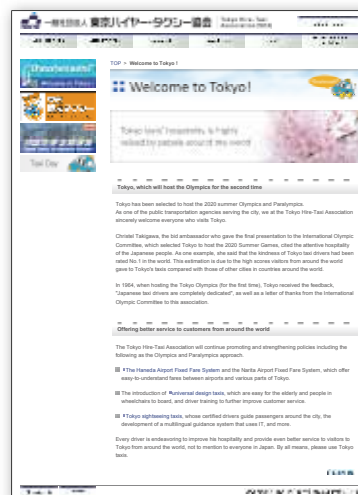 一般社団法人 東京ハイヤー・タクシー協会 Tokyo Hire-Taxi Association
TOP > Welcome to Tokyo !
Welcome to Tokyo!
Tokyo taxis' hospitality is highly
valued by people around the world
Taxi Day
Tokyo, which will host the Olympics for the second time
Tokyo has been selected to host the 2020 summer Olympics and Paralympics.
As one of the public transportation agencies serving the city, we at the Tokyo Hire-Taxi Association
sincerely welcome everyone who visits Tokyo.
Christel Takigawa, the bid ambassador who gave the final presentation to the International Olympic
Committee, which selected Tokyo to host the 2020 Summer Games, cited the attentive hospitality
of the Japanese people. As one example, she said that the kindness of Tokyo taxi drivers had been
rated No.1 in the world. This estimation is due to the high scores visitors from around the world
gave to Tokyo's taxis compared with those of other cities in countries around the world.
In 1964, when hosting the Tokyo Olympics (for the first time), Tokyo received the feedback,
"Japanese taxi drivers are completely dedicated", as well as a letter of thanks from the International
Olympic Committee to this association.
Offering better service to customers from around the world
The Tokyo Hire-Taxi Association will continue promoting and strengthening policies including the
following as the Olympics and Paralympics approach.
The Haneda Airport Fixed Fare System and the Narita Airport Fixed Fare System, which offer
easy-to-understand fares between airports and various parts of Tokyo.
The introduction of universal design taxis, which are easy for the elderly and people in
wheelchairs to board, and driver training to further improve customer service.
Tokyo sightseeing taxis, whose certified drivers guide passengers around the city, the
development of a multilingual guidance system that uses IT, and more.
Every driver is endeavoring to improve his hospitality and provide even better service to visitors to
Tokyo from around the world, not to mention to everyone in Japan. By all means, please use Tokyo
taxis.